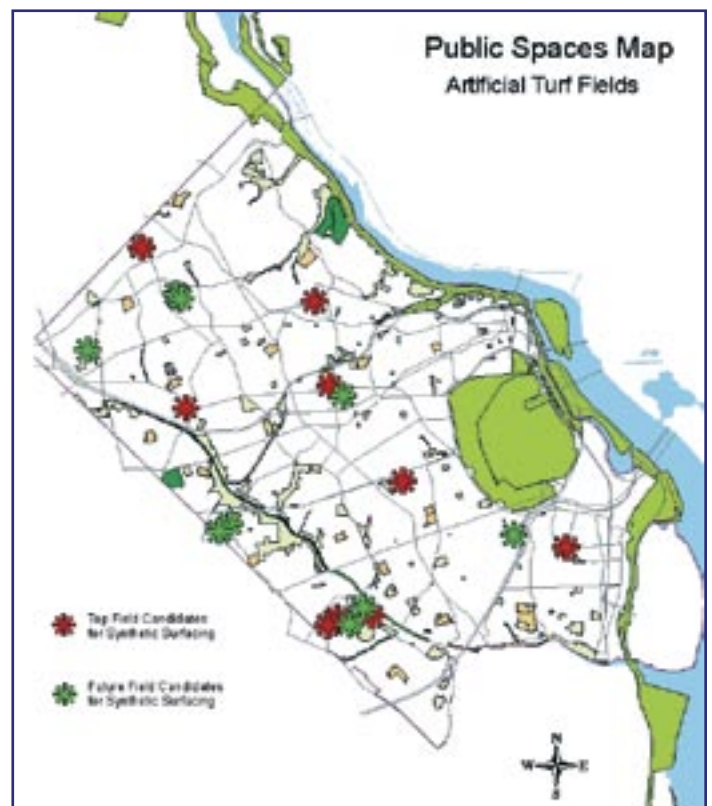 Public Spaces Map
Artificial Turf Fields
Top Field Candidates
for Synthetic Surfacing
Future Field Candidates
for Synthetic Surfacing
N
W E
S